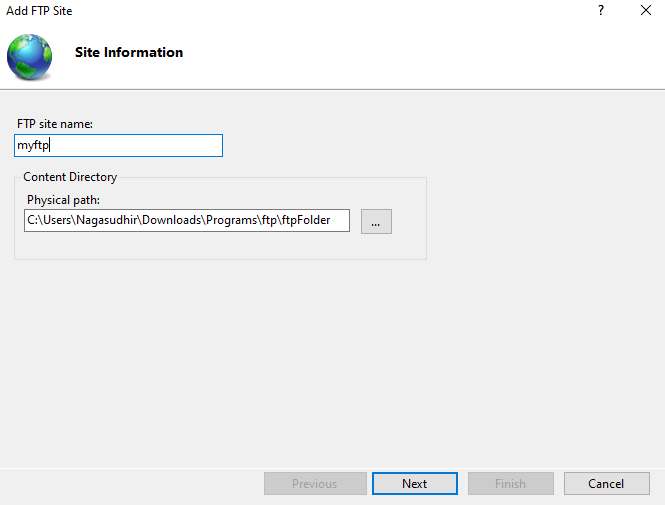 Add FTP Site
?
Site Information
FTP site name:
myftp
Content Directory
Physical path:
C:\Users\Nagasudhir\Downloads\Programs\ftp\ftpFolder
...
Previous
Next
Finish
Cancel